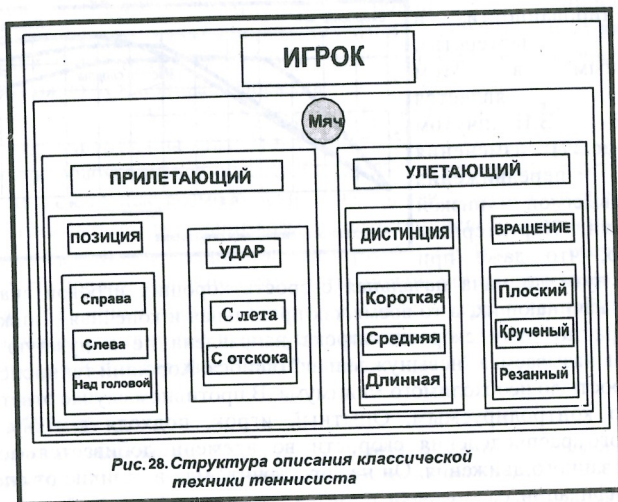 ИГРОК
Мяч
ПРИЛЕТАЮЩИЙ
УЛЕТАЮЩИЙ
ПОЗИЦИЯ
Справа
Слева
Над головой
УДАР
С лета
С отскока
ДИСТИНЦИЯ
Короткая
Средняя
Длинная
ВРАЩЕНИЕ
Плоский
Крученый
Резанный
Рис. 28. Структура описания классической
техники теннисиста